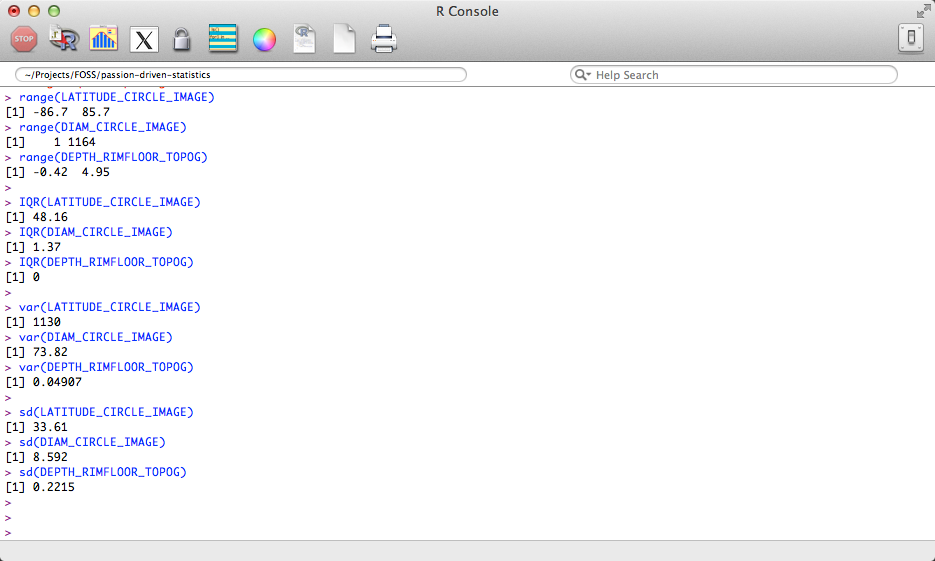 R Console
STOP
R
X
R
~/Projects/FOSS/passion-driven-statistics
Help Search
> range(LATITUDE_CIRCLE_IMAGE)
[1] -86.7  85.7
> range(DIAM_CIRCLE_IMAGE)
[1]    1 1164
> range(DEPTH_RIMFLOOR_TOPOG)
[1] -0.42  4.95
>
> IQR(LATITUDE_CIRCLE_IMAGE)
[1] 48.16
> IQR(DIAM_CIRCLE_IMAGE)
[1] 1.37
> IQR(DEPTH_RIMFLOOR_TOPOG)
[1] 0
>
> var(LATITUDE_CIRCLE_IMAGE)
[1] 1130
> var(DIAM_CIRCLE_IMAGE)
[1] 73.82
> var(DEPTH_RIMFLOOR_TOPOG)
[1] 0.04907
>
> sd(LATITUDE_CIRCLE_IMAGE)
[1] 33.61
> sd(DIAM_CIRCLE_IMAGE)
[1] 8.592
> sd(DEPTH_RIMFLOOR_TOPOG)
[1] 0.2215
>
>
>